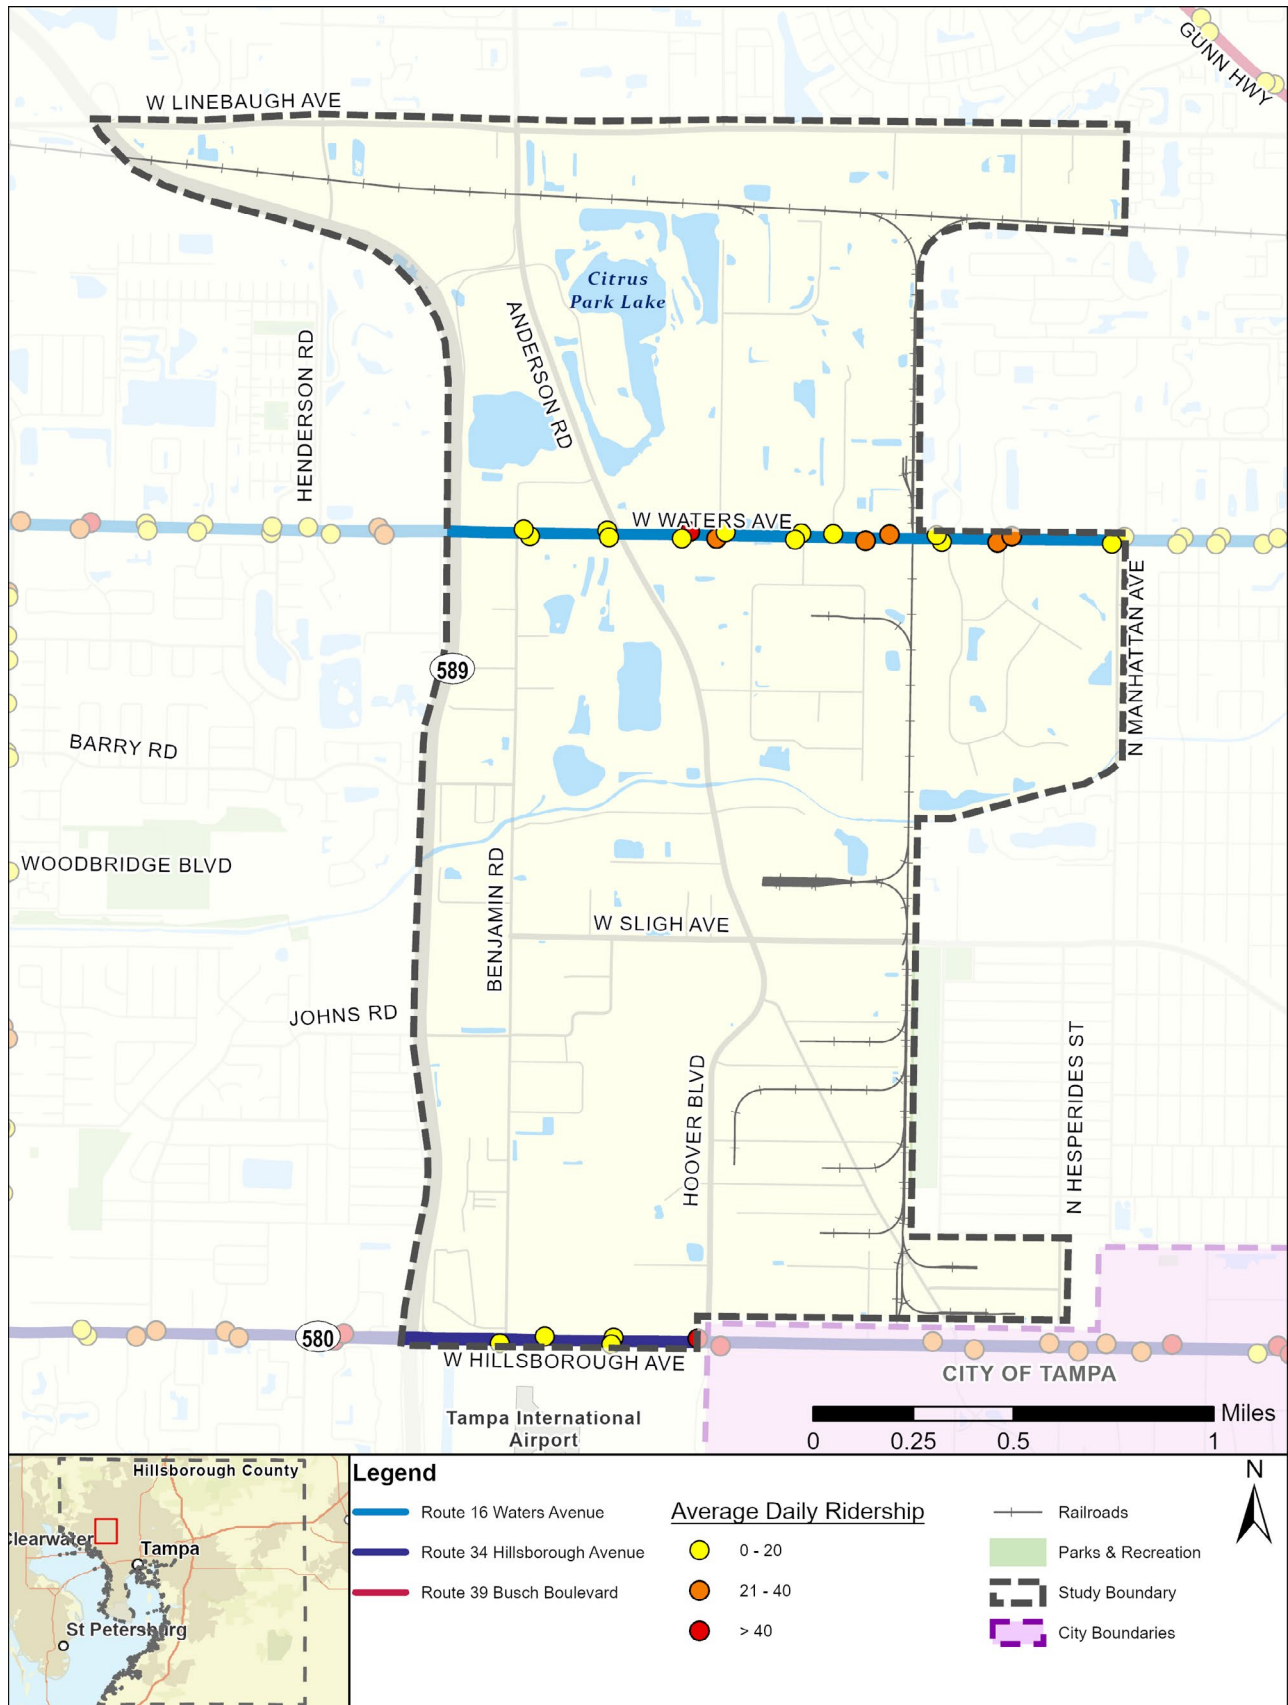 GUNN HWY
W LINEBAUGH AVE
Citrus
Park Lake
ANDERSON RD
HENDERSON RD
W WATERS AVE
N MANHATTAN AVE
589
BARRY RD
WOODBRIDGE BLVD
BENJAMIN RD
W SLIGH AVE
JOHNS RD
HOOVER BLVD
N HESPERIDES ST
580
W HILLSBOROUGH AVE
CITY OF TAMPA
Tampa International
Airport
Miles
0 0.25 0.5 1
Hillsborough County
Clearwater
Tampa
St Petersburg
Legend
Route 16 Waters Avenue
Route 34 Hillsborough Avenue
Route 39 Busch Boulevard
Average Daily Ridership
0 - 20
21 - 40
> 40
Railroads
Parks & Recreation
Study Boundary
City Boundaries
N